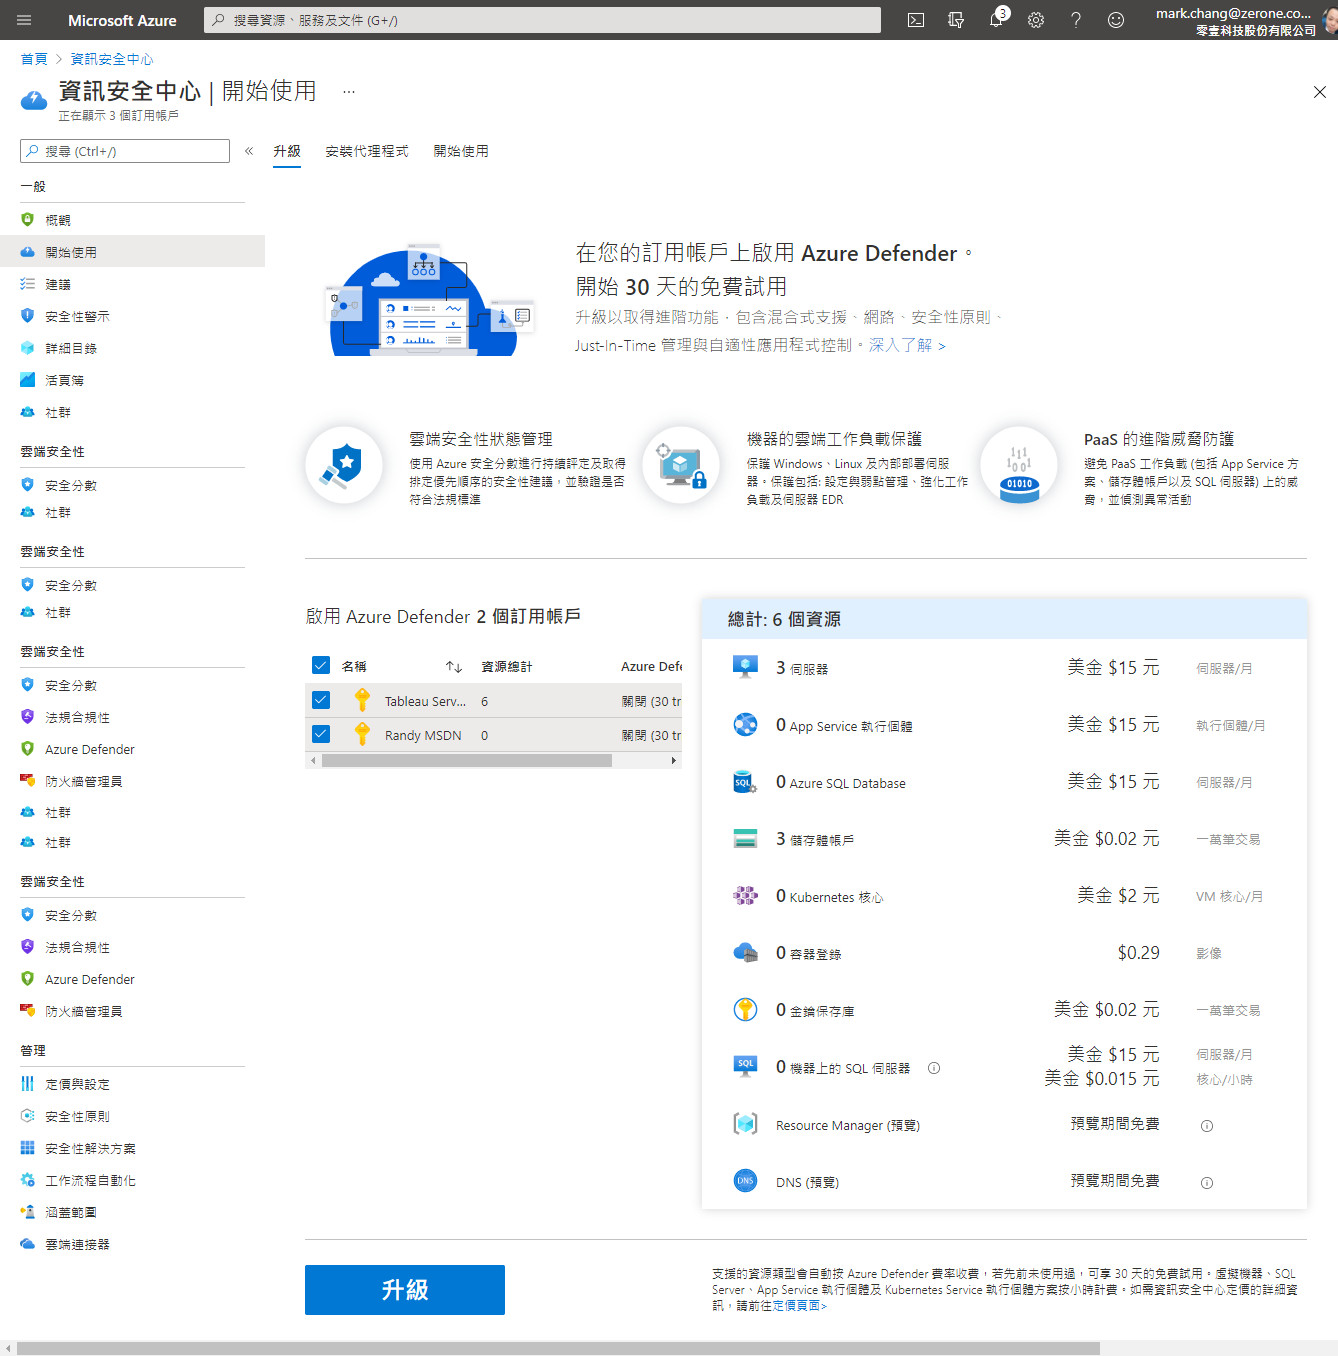 Microsoft Azure
搜尋資源、服務及文件 (G+/)
3
mark.chang@zerone.co...
零壹科技股份有限公司
首頁 > 資訊安全中心
資訊安全中心 | 開始使用 ...
正在顯示 3 個訂用帳戶
搜尋 (Ctrl+/)
«
升級
安裝代理程式
開始使用
一般
概觀
開始使用
建議
安全性警示
詳細目錄
活頁簿
社群
雲端安全性
安全分數
社群
雲端安全性
安全分數
社群
雲端安全性
安全分數
法規合規性
Azure Defender
防火牆管理員
社群
社群
雲端安全性
安全分數
法規合規性
Azure Defender
防火牆管理員
管理
定價與設定
安全性原則
安全性解決方案
工作流程自動化
涵蓋範圍
雲端連接器
在您的訂用帳戶上啟用 Azure Defender。
開始 30 天的免費試用
升級以取得進階功能，包含混合式支援、網路、安全性原則、
Just-In-Time 管理與自適性應用程式控制。深入了解 >
雲端安全性狀態管理
使用 Azure 安全分數進行持續評定及取得
排定優先順序的安全性建議，並驗證是否
符合法規標準
機器的雲端工作負載保護
保護 Windows、Linux 及內部部署伺服
器。保護包括: 設定與弱點管理、強化工作
負載及伺服器 EDR
01010
PaaS 的進階威脅防護
避免 PaaS 工作負載 (包括 App Service 方
案、儲存體帳戶以及 SQL 伺服器) 上的威
脅，並偵測異常活動
啟用 Azure Defender 2 個訂用帳戶
名稱 ↑↓ 資源總計 Azure Defe
Tableau Serv... 6 關閉 (30 tr
Randy MSDN 0 關閉 (30 tr
總計: 6 個資源
3 伺服器 美金 $15 元 伺服器/月
0 App Service 執行個體 美金 $15 元 執行個體/月
SQL 0 Azure SQL Database 美金 $15 元 伺服器/月
3 儲存體帳戶 美金 $0.02 元 一萬筆交易
0 Kubernetes 核心 美金 $2 元 VM 核心/月
0 容器登錄 $0.29 影像
0 金鑰保存庫 美金 $0.02 元 一萬筆交易
SQL 0 機器上的 SQL 伺服器 美金 $15 元 伺服器/月
美金 $0.015 元 核心/小時
Resource Manager (預覽) 預覽期間免費
DNS DNS (預覽) 預覽期間免費
升級
支援的資源類型會自動按 Azure Defender 費率收費，若先前未使用過，可享 30 天的免費試用。虛擬機器、SQL
Server、App Service 執行個體及 Kubernetes Service 執行個體方案按小時計費。如需資訊安全中心定價的詳細資
訊，請前往定價頁面>